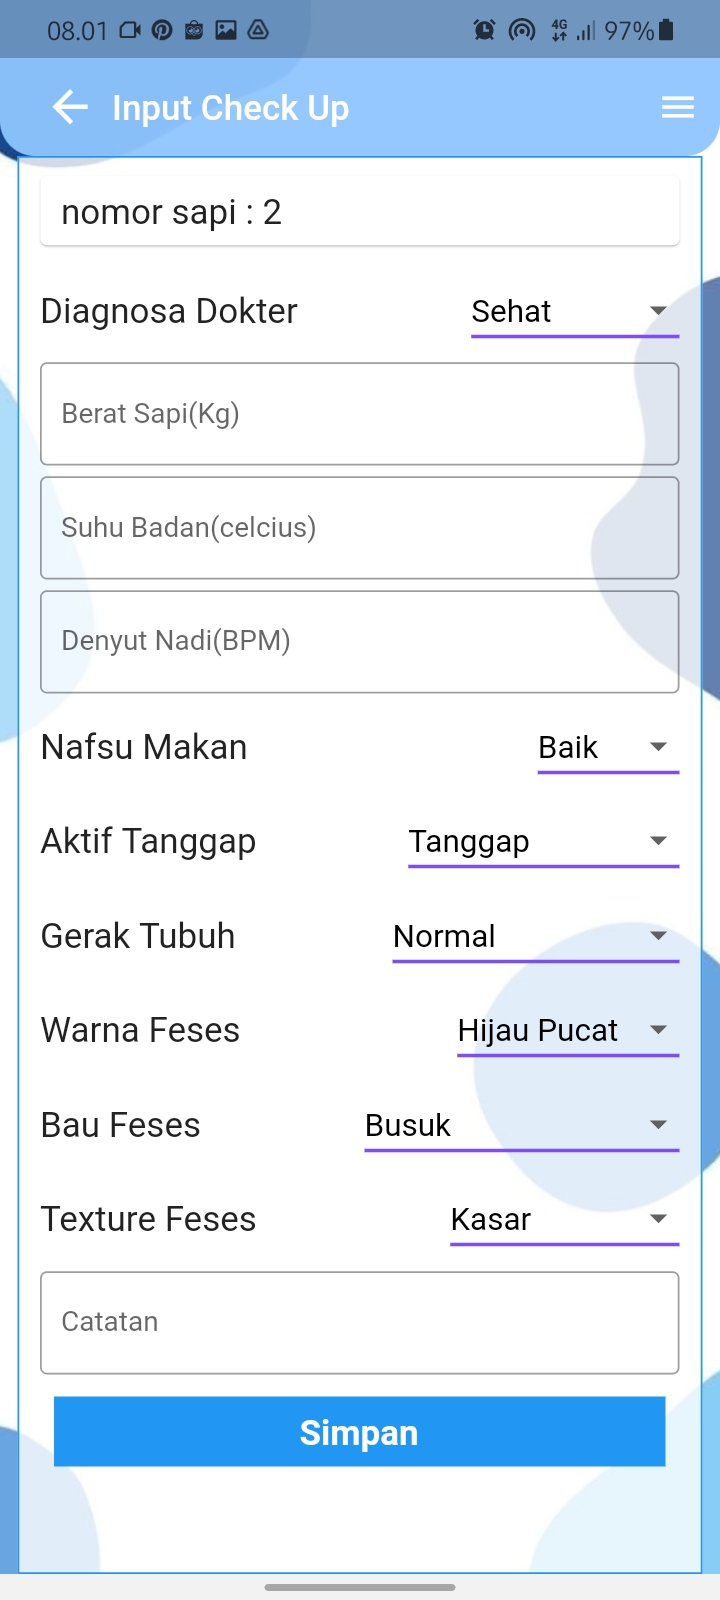 08.01 4G 97%
Input Check Up
nomor sapi : 2
Diagnosa Dokter Sehat
Berat Sapi(Kg)
Suhu Badan(celcius)
Denyut Nadi(BPM)
Nafsu Makan Baik
Aktif Tanggap Tanggap
Gerak Tubuh Normal
Warna Feses Hijau Pucat
Bau Feses Busuk
Texture Feses Kasar
Catatan
Simpan